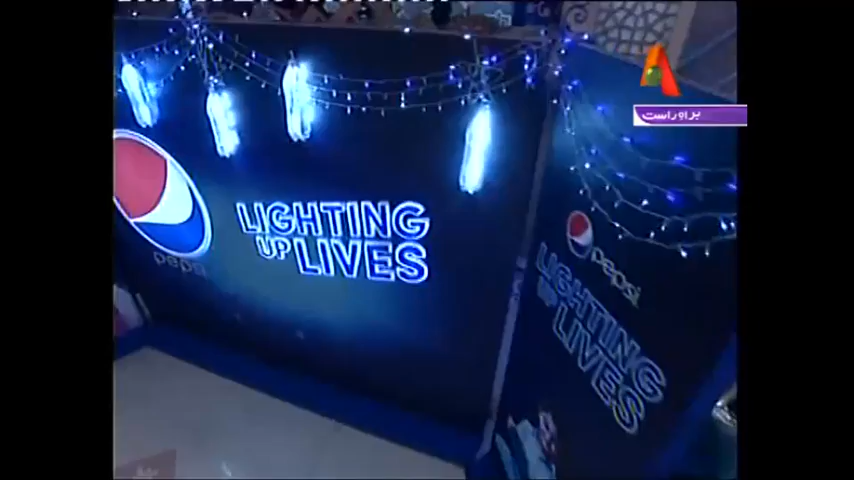 براہ راست
pepsi
LIGHTING
UP LIVES
pepsi
LIGHTING
UP
LIVES